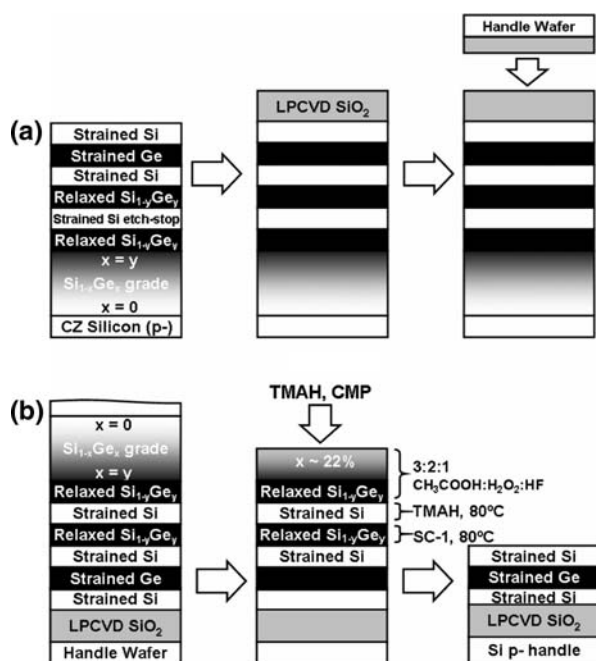 Handle Wafer
(a)
LPCVD SiO₂
Strained Si
Strained Ge
Strained Si
Relaxed Si₁₋yGey
Strained Si etch-stop
Relaxed Si₁₋yGey
x = y
Si₁₋ₓGeₓ grade
x = 0
CZ Silicon (p-)
(b)
x = 0
Si₁₋ₓGeₓ grade
x = y
Relaxed Si₁₋yGey
Strained Si
Relaxed Si₁₋yGey
Strained Si
Strained Ge
Strained Si
LPCVD SiO₂
Handle Wafer
TMAH, CMP
x ~ 22%
Relaxed Si₁₋yGey
Strained Si
Relaxed Si₁₋yGey
Strained Si
3:2:1
CH₃COOH:H₂O₂:HF
TMAH, 80ºC
SC-1, 80ºC
Strained Si
Strained Ge
Strained Si
LPCVD SiO₂
Si p- handle